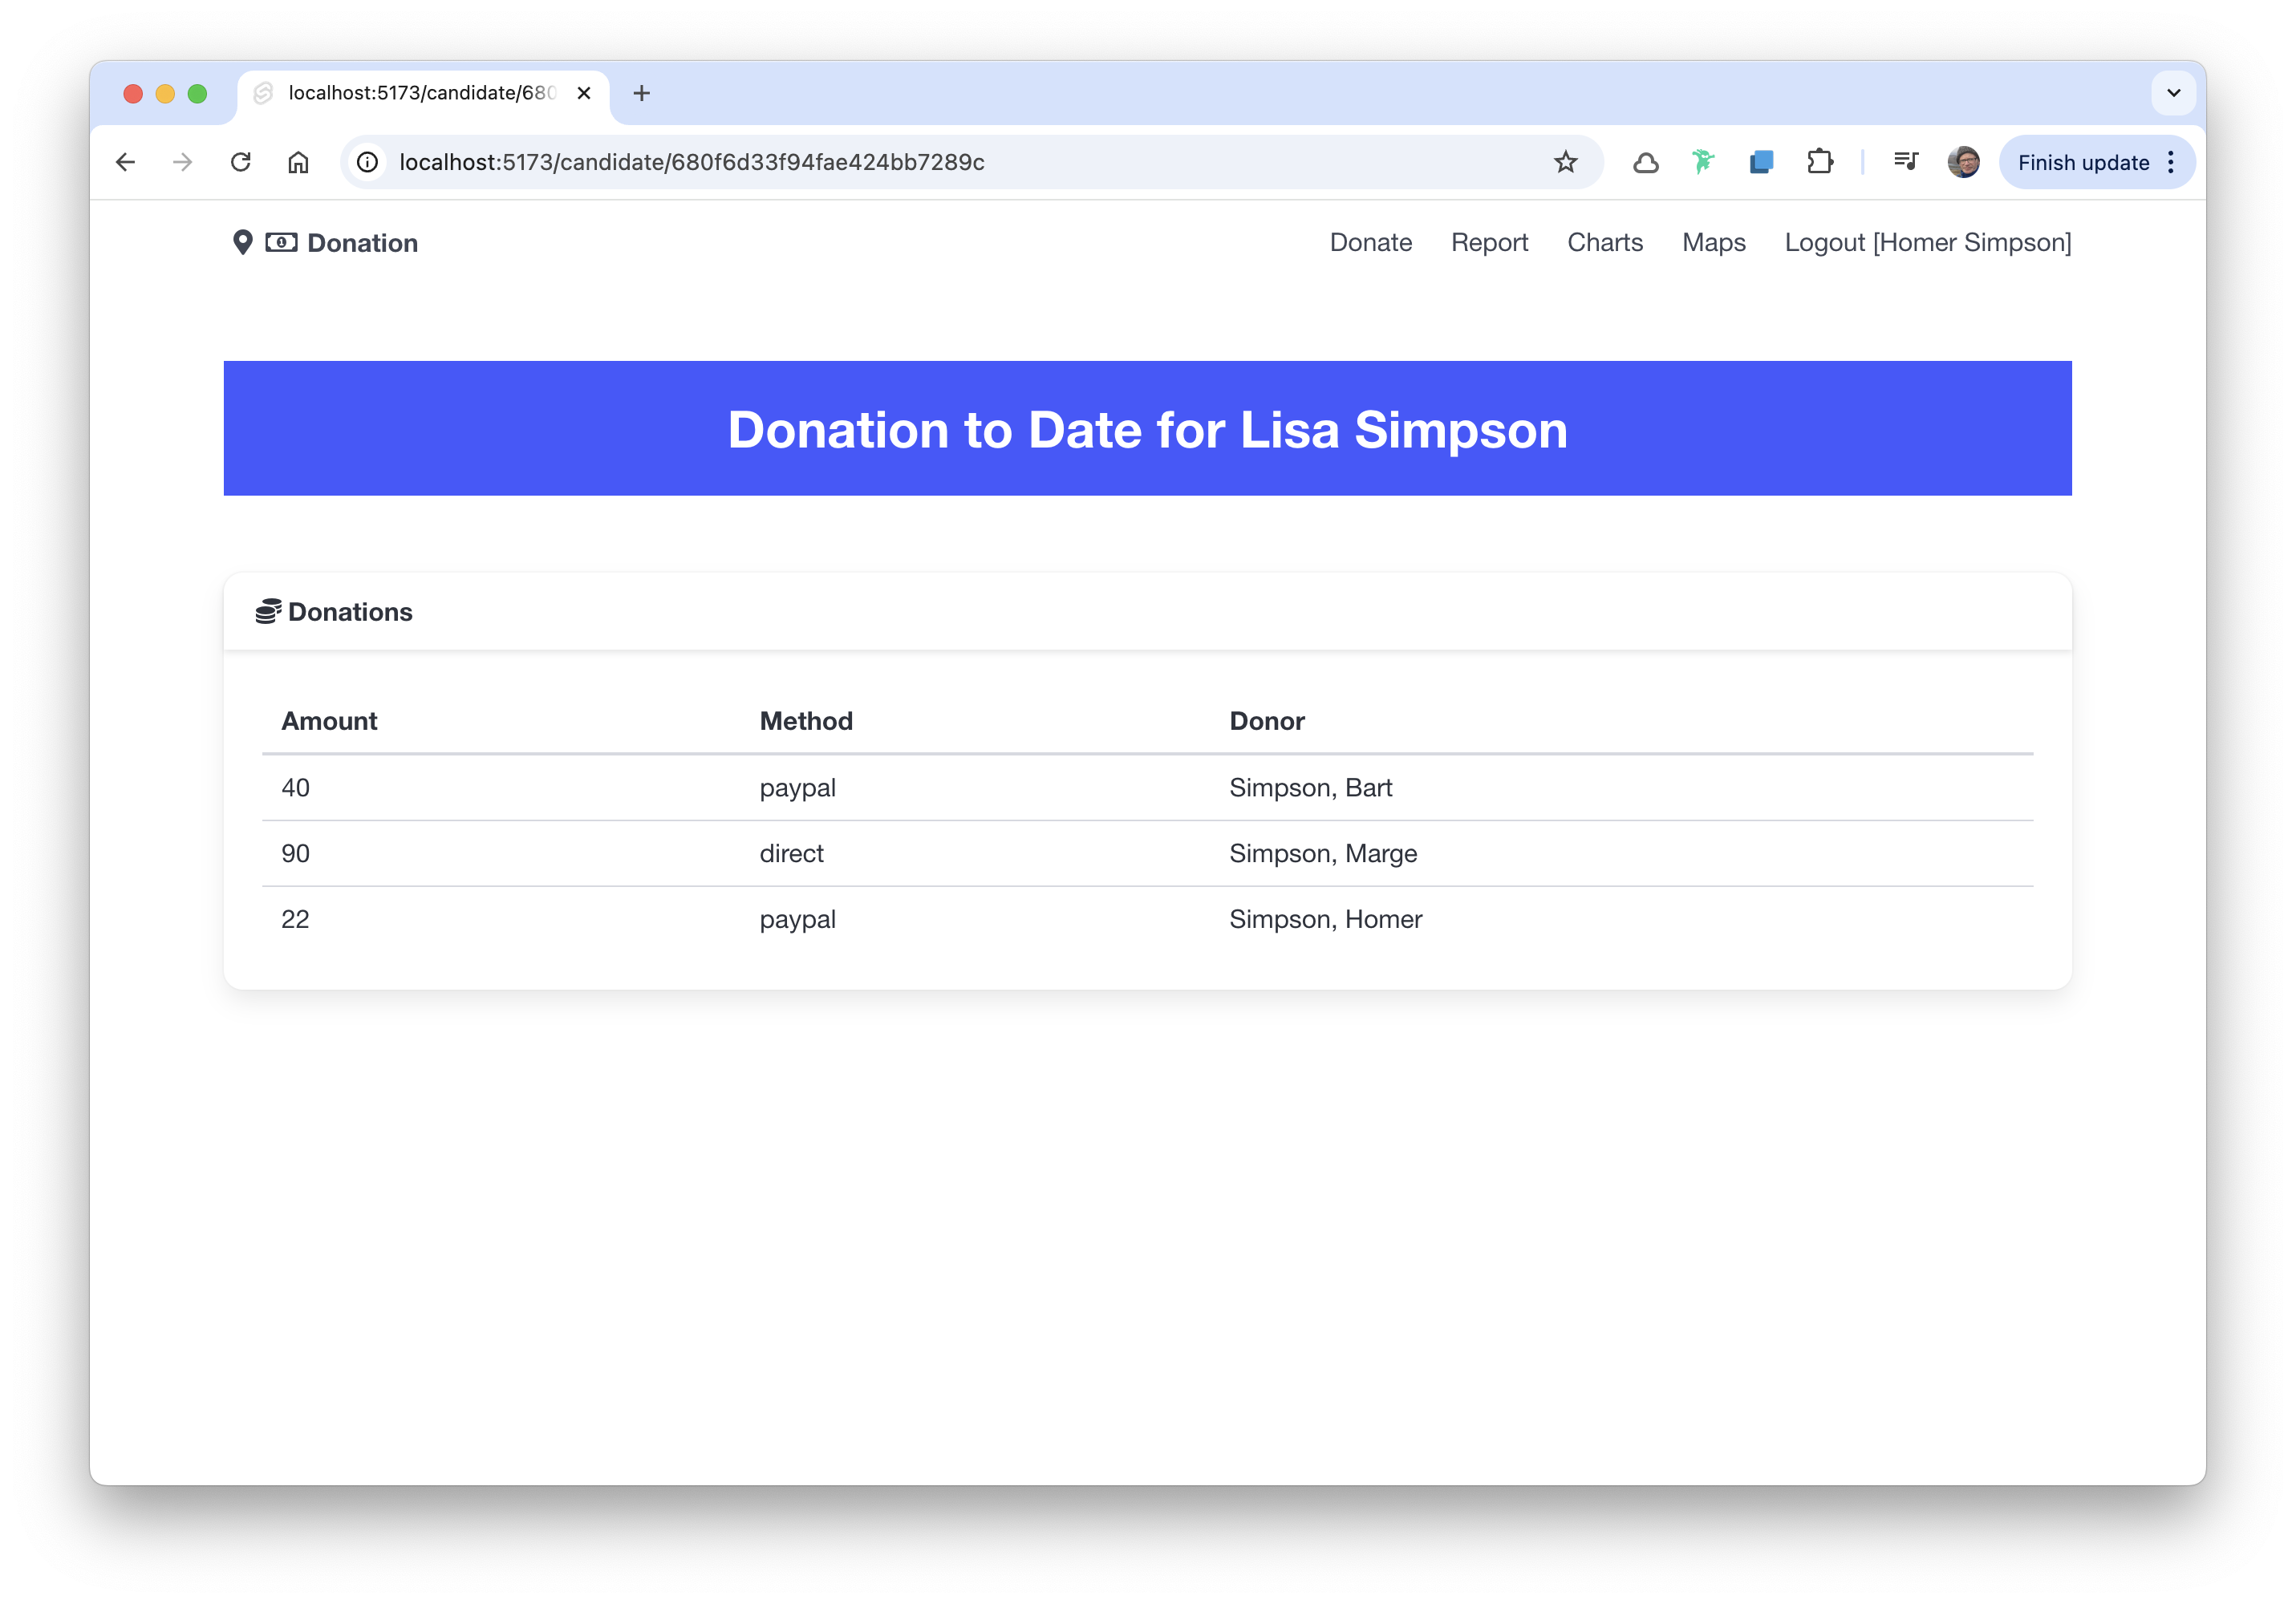 localhost:5173/candidate/680
localhost:5173/candidate/680f6d33f94fae424bb7289c
Finish update
Donation
Donate Report Charts Maps Logout [Homer Simpson]
Donation to Date for Lisa Simpson
Donations
Amount Method Donor
40 paypal Simpson, Bart
90 direct Simpson, Marge
22 paypal Simpson, Homer